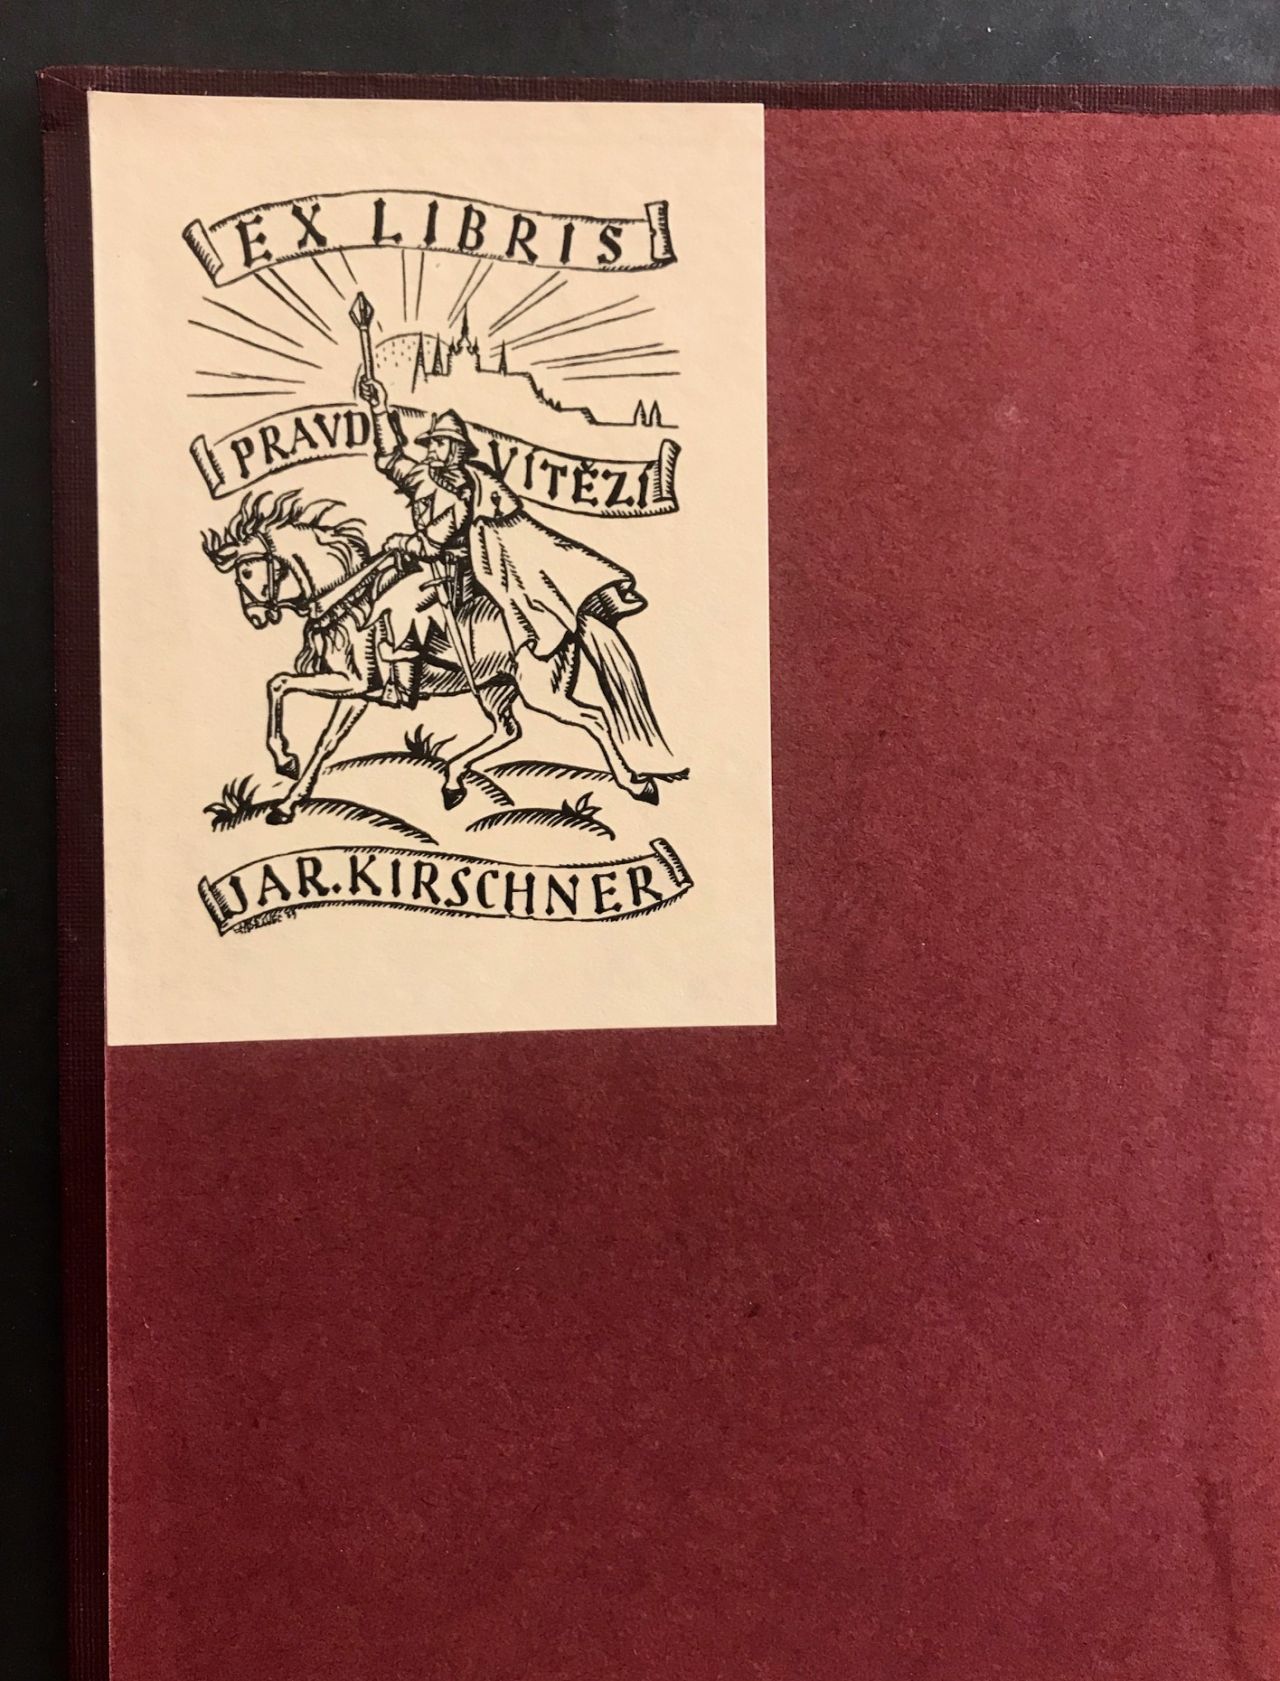 EX LIBRIS
PRAVD VÍTĚZÍ
JAR. KIRSCHNER